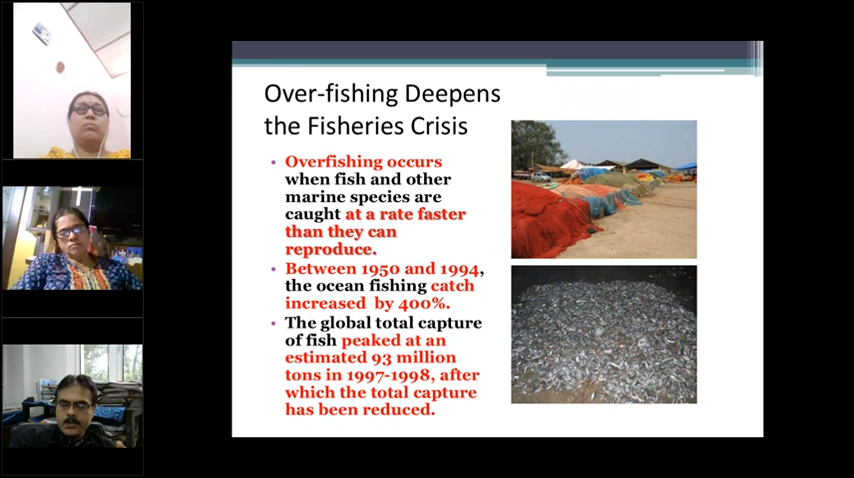 Over-fishing Deepens
the Fisheries Crisis
• Overfishing occurs
when fish and other
marine species are
caught at a rate faster
than they can
reproduce.
• Between 1950 and 1994,
the ocean fishing catch
increased by 400%.
• The global total capture
of fish peaked at an
estimated 93 million
tons in 1997-1998, after
which the total capture
has been reduced.